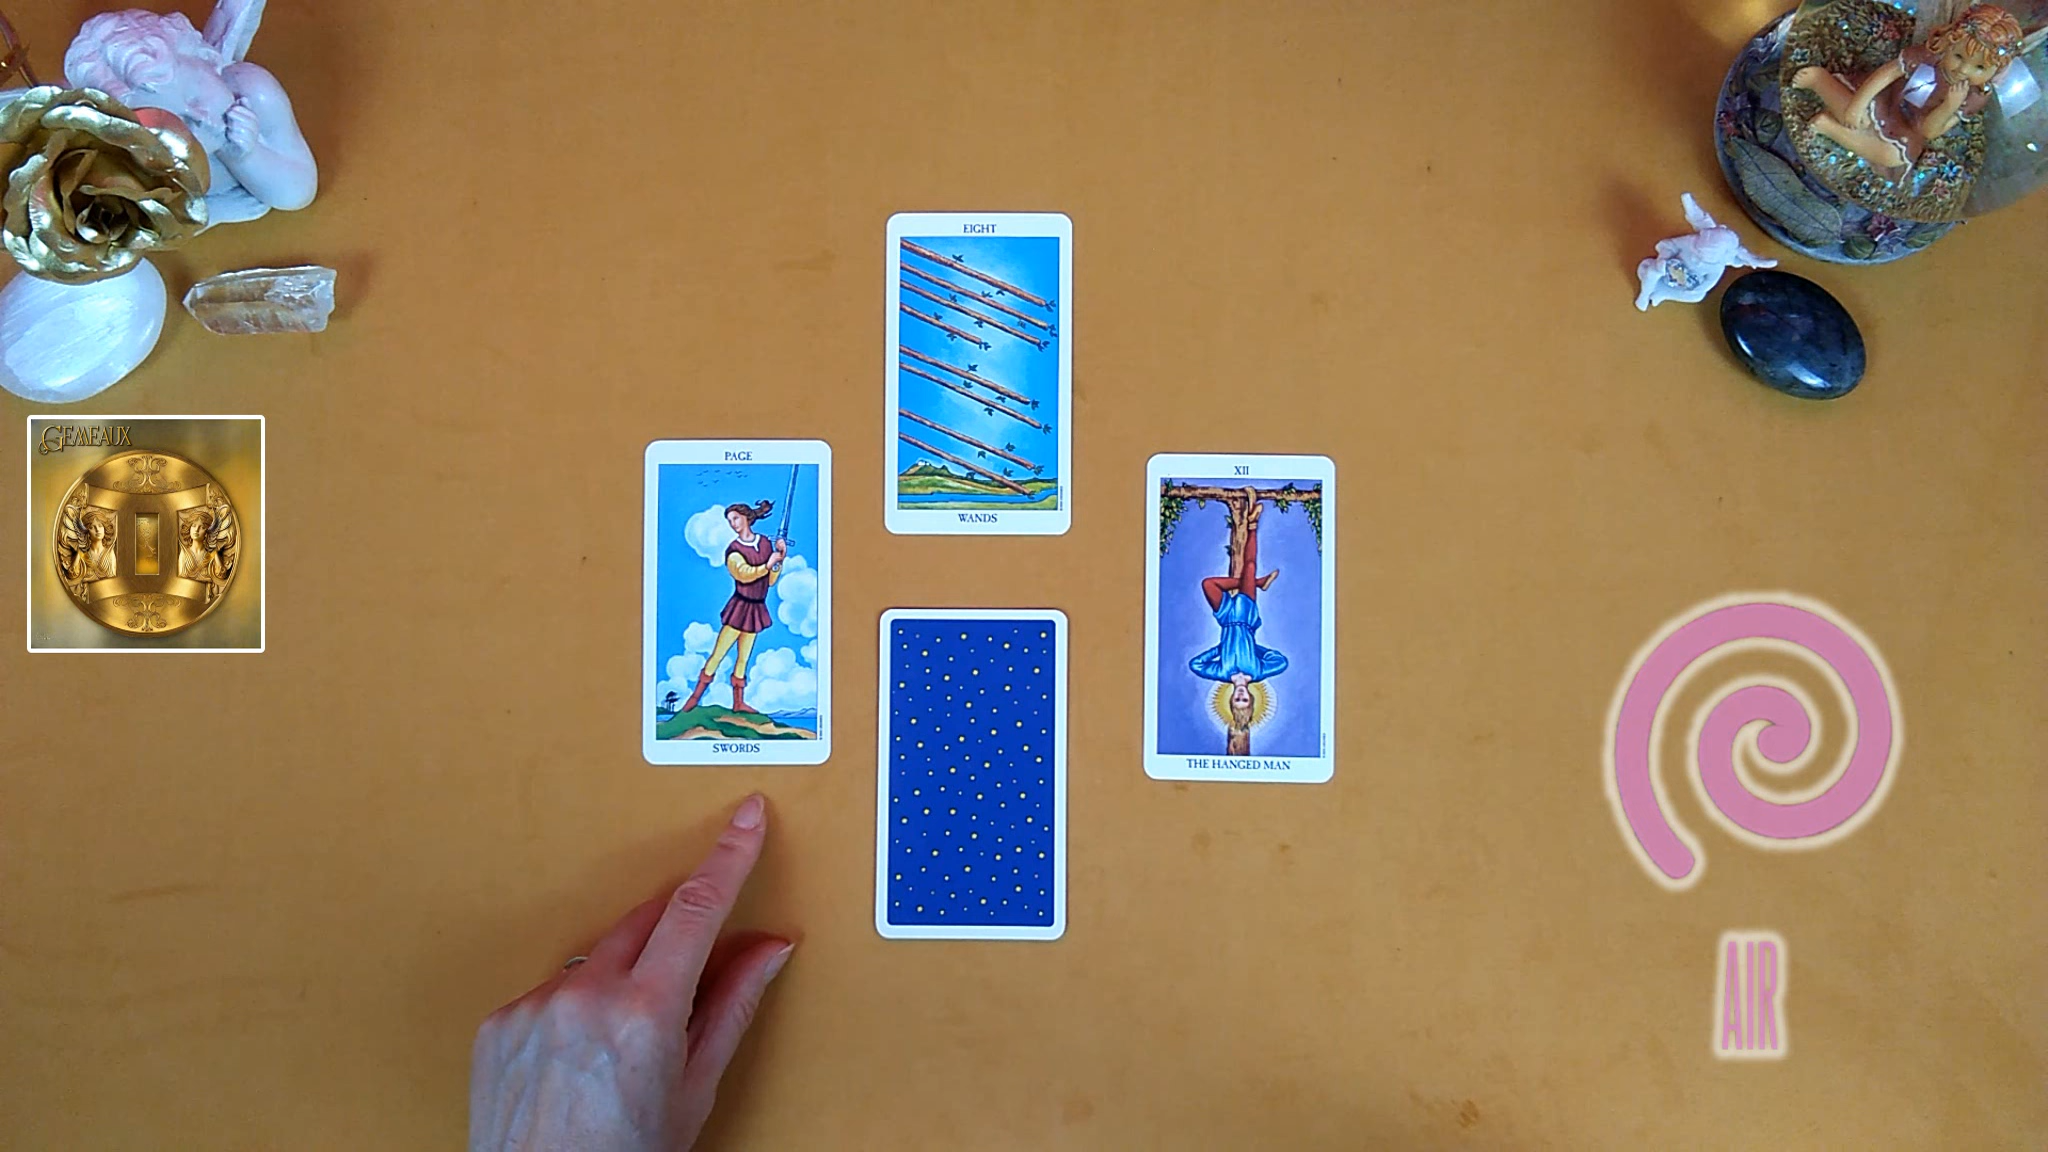 GEMEAUX
EIGHT
WANDS
PAGE
SWORDS
XII
THE HANGED MAN
AIR